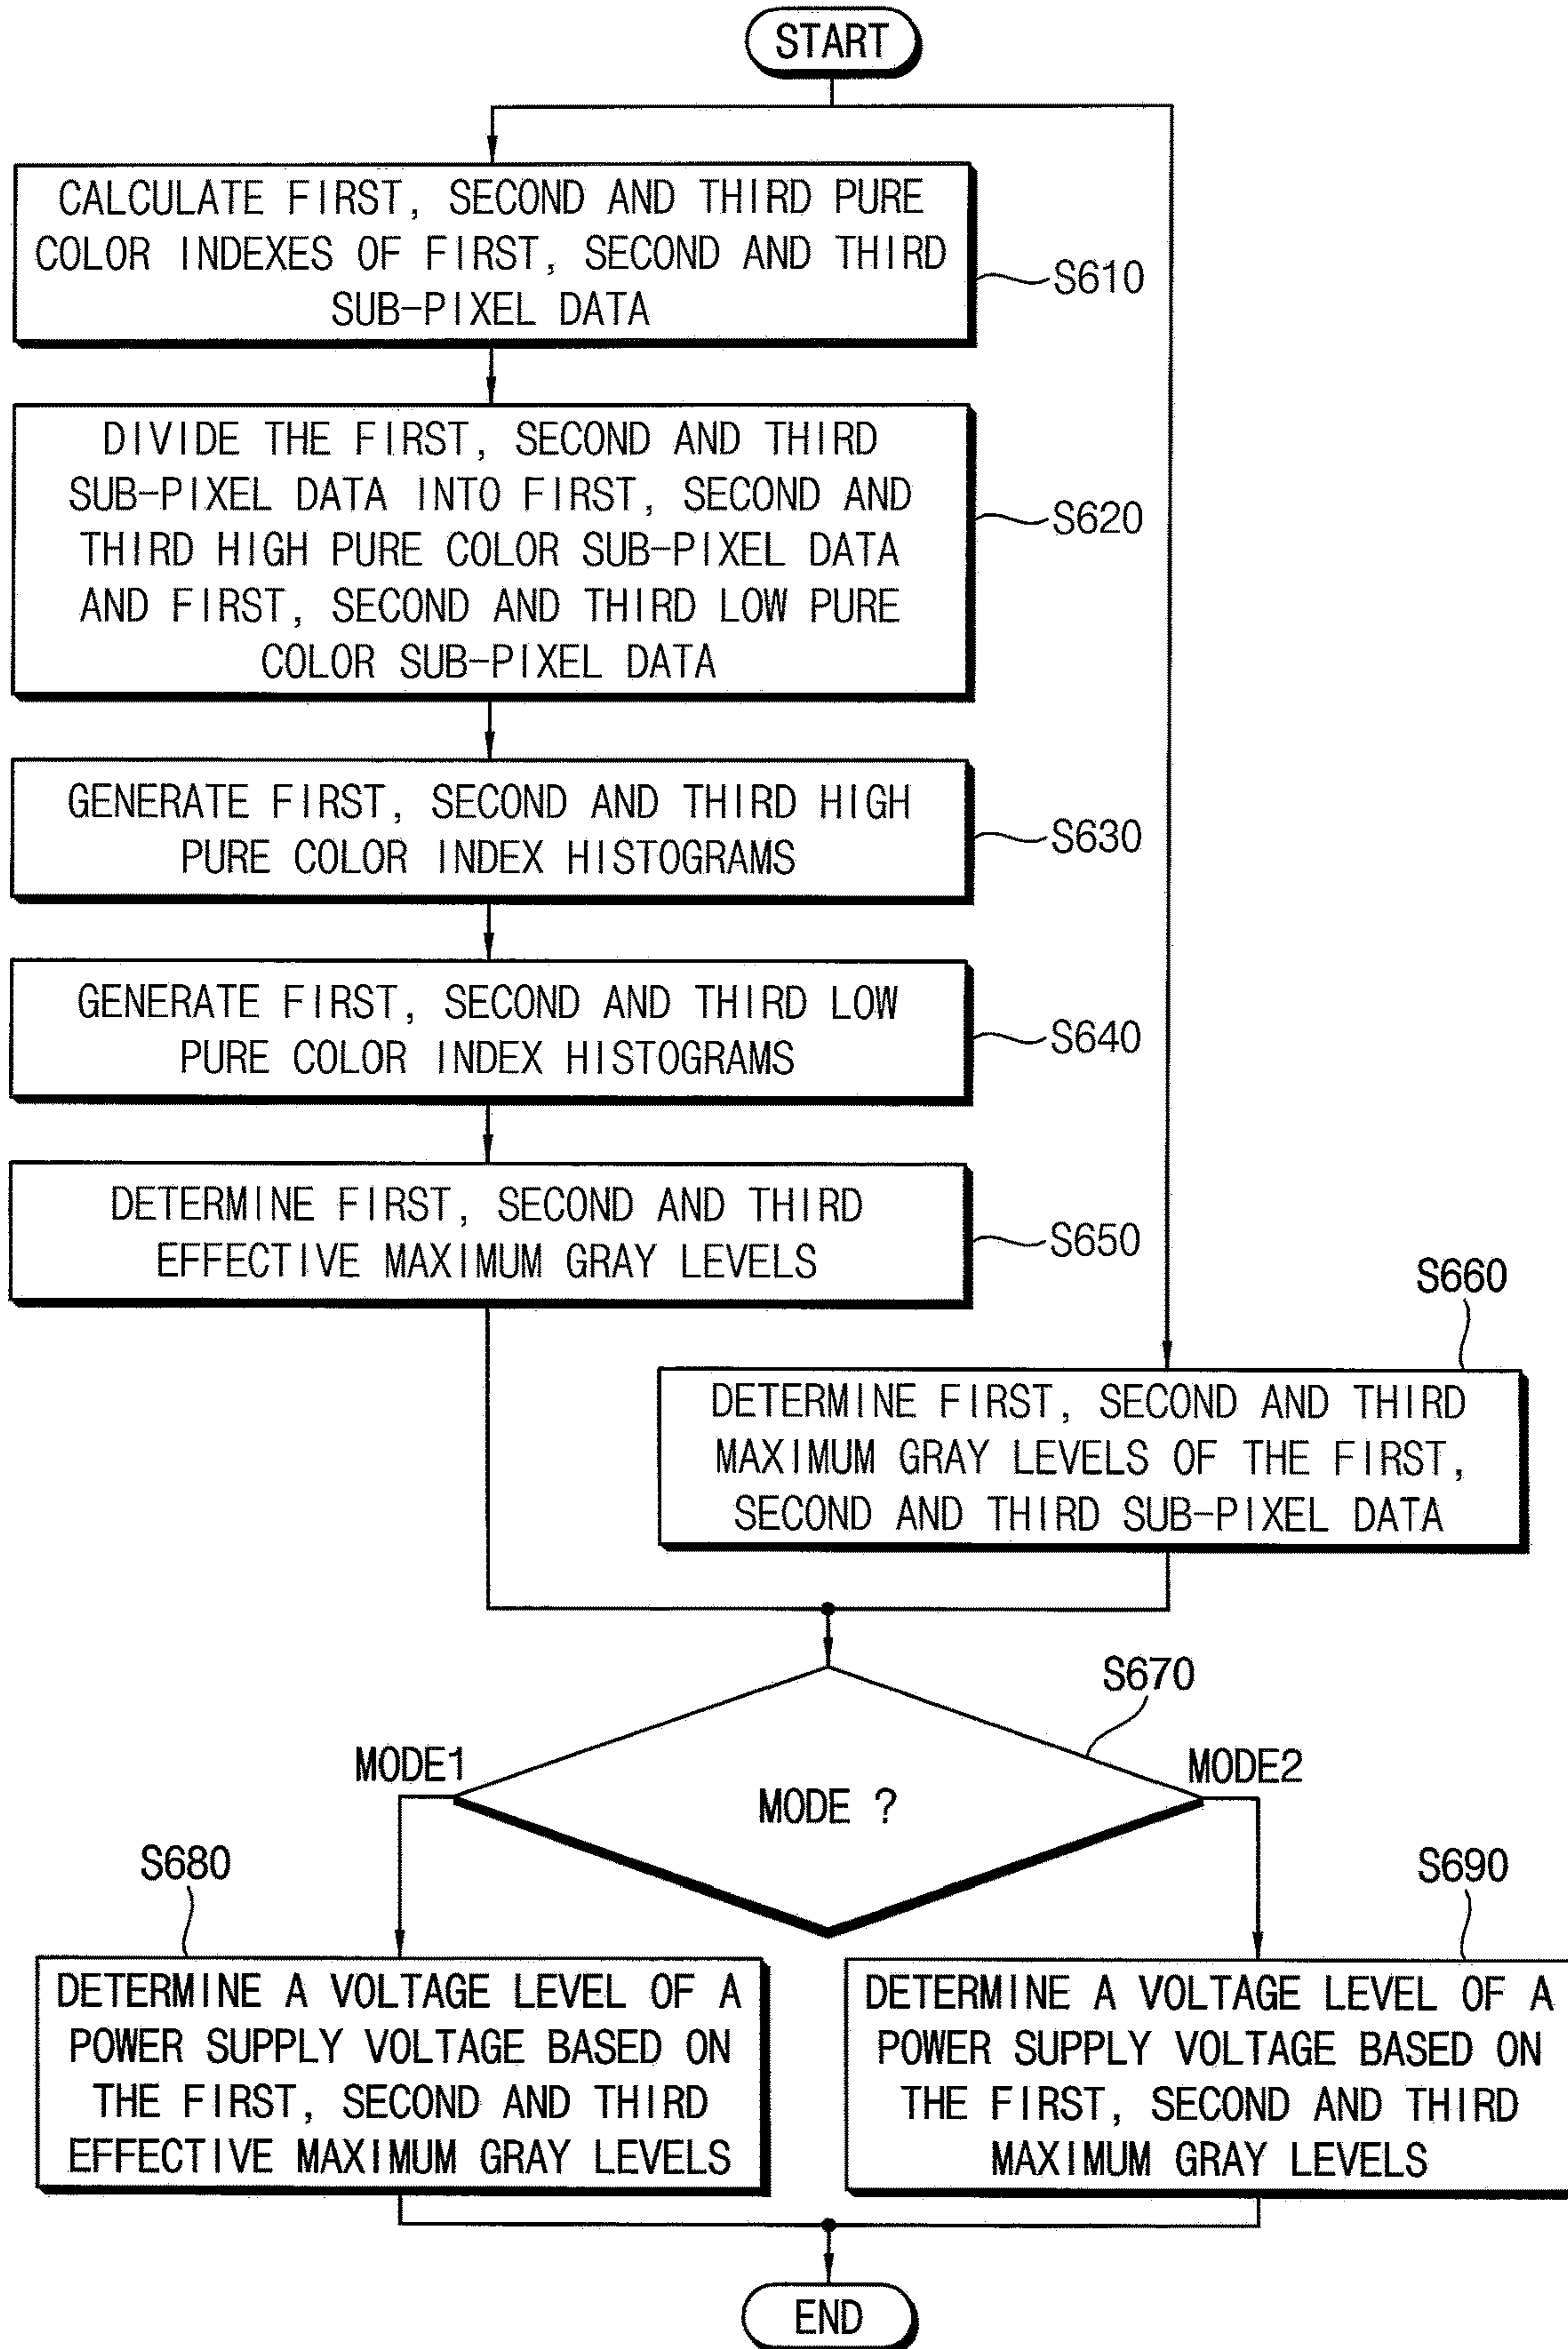 START
CALCULATE FIRST, SECOND AND THIRD PURE
COLOR INDEXES OF FIRST, SECOND AND THIRD
SUB-PIXEL DATA
S610
DIVIDE THE FIRST, SECOND AND THIRD
SUB-PIXEL DATA INTO FIRST, SECOND AND
THIRD HIGH PURE COLOR SUB-PIXEL DATA
AND FIRST, SECOND AND THIRD LOW PURE
COLOR SUB-PIXEL DATA
S620
GENERATE FIRST, SECOND AND THIRD HIGH
PURE COLOR INDEX HISTOGRAMS
S630
GENERATE FIRST, SECOND AND THIRD LOW
PURE COLOR INDEX HISTOGRAMS
S640
DETERMINE FIRST, SECOND AND THIRD
EFFECTIVE MAXIMUM GRAY LEVELS
S650
S660
DETERMINE FIRST, SECOND AND THIRD
MAXIMUM GRAY LEVELS OF THE FIRST,
SECOND AND THIRD SUB-PIXEL DATA
S670
MODE1
MODE ?
MODE2
S680
DETERMINE A VOLTAGE LEVEL OF A
POWER SUPPLY VOLTAGE BASED ON
THE FIRST, SECOND AND THIRD
EFFECTIVE MAXIMUM GRAY LEVELS
S690
DETERMINE A VOLTAGE LEVEL OF A
POWER SUPPLY VOLTAGE BASED ON
THE FIRST, SECOND AND THIRD
MAXIMUM GRAY LEVELS
END